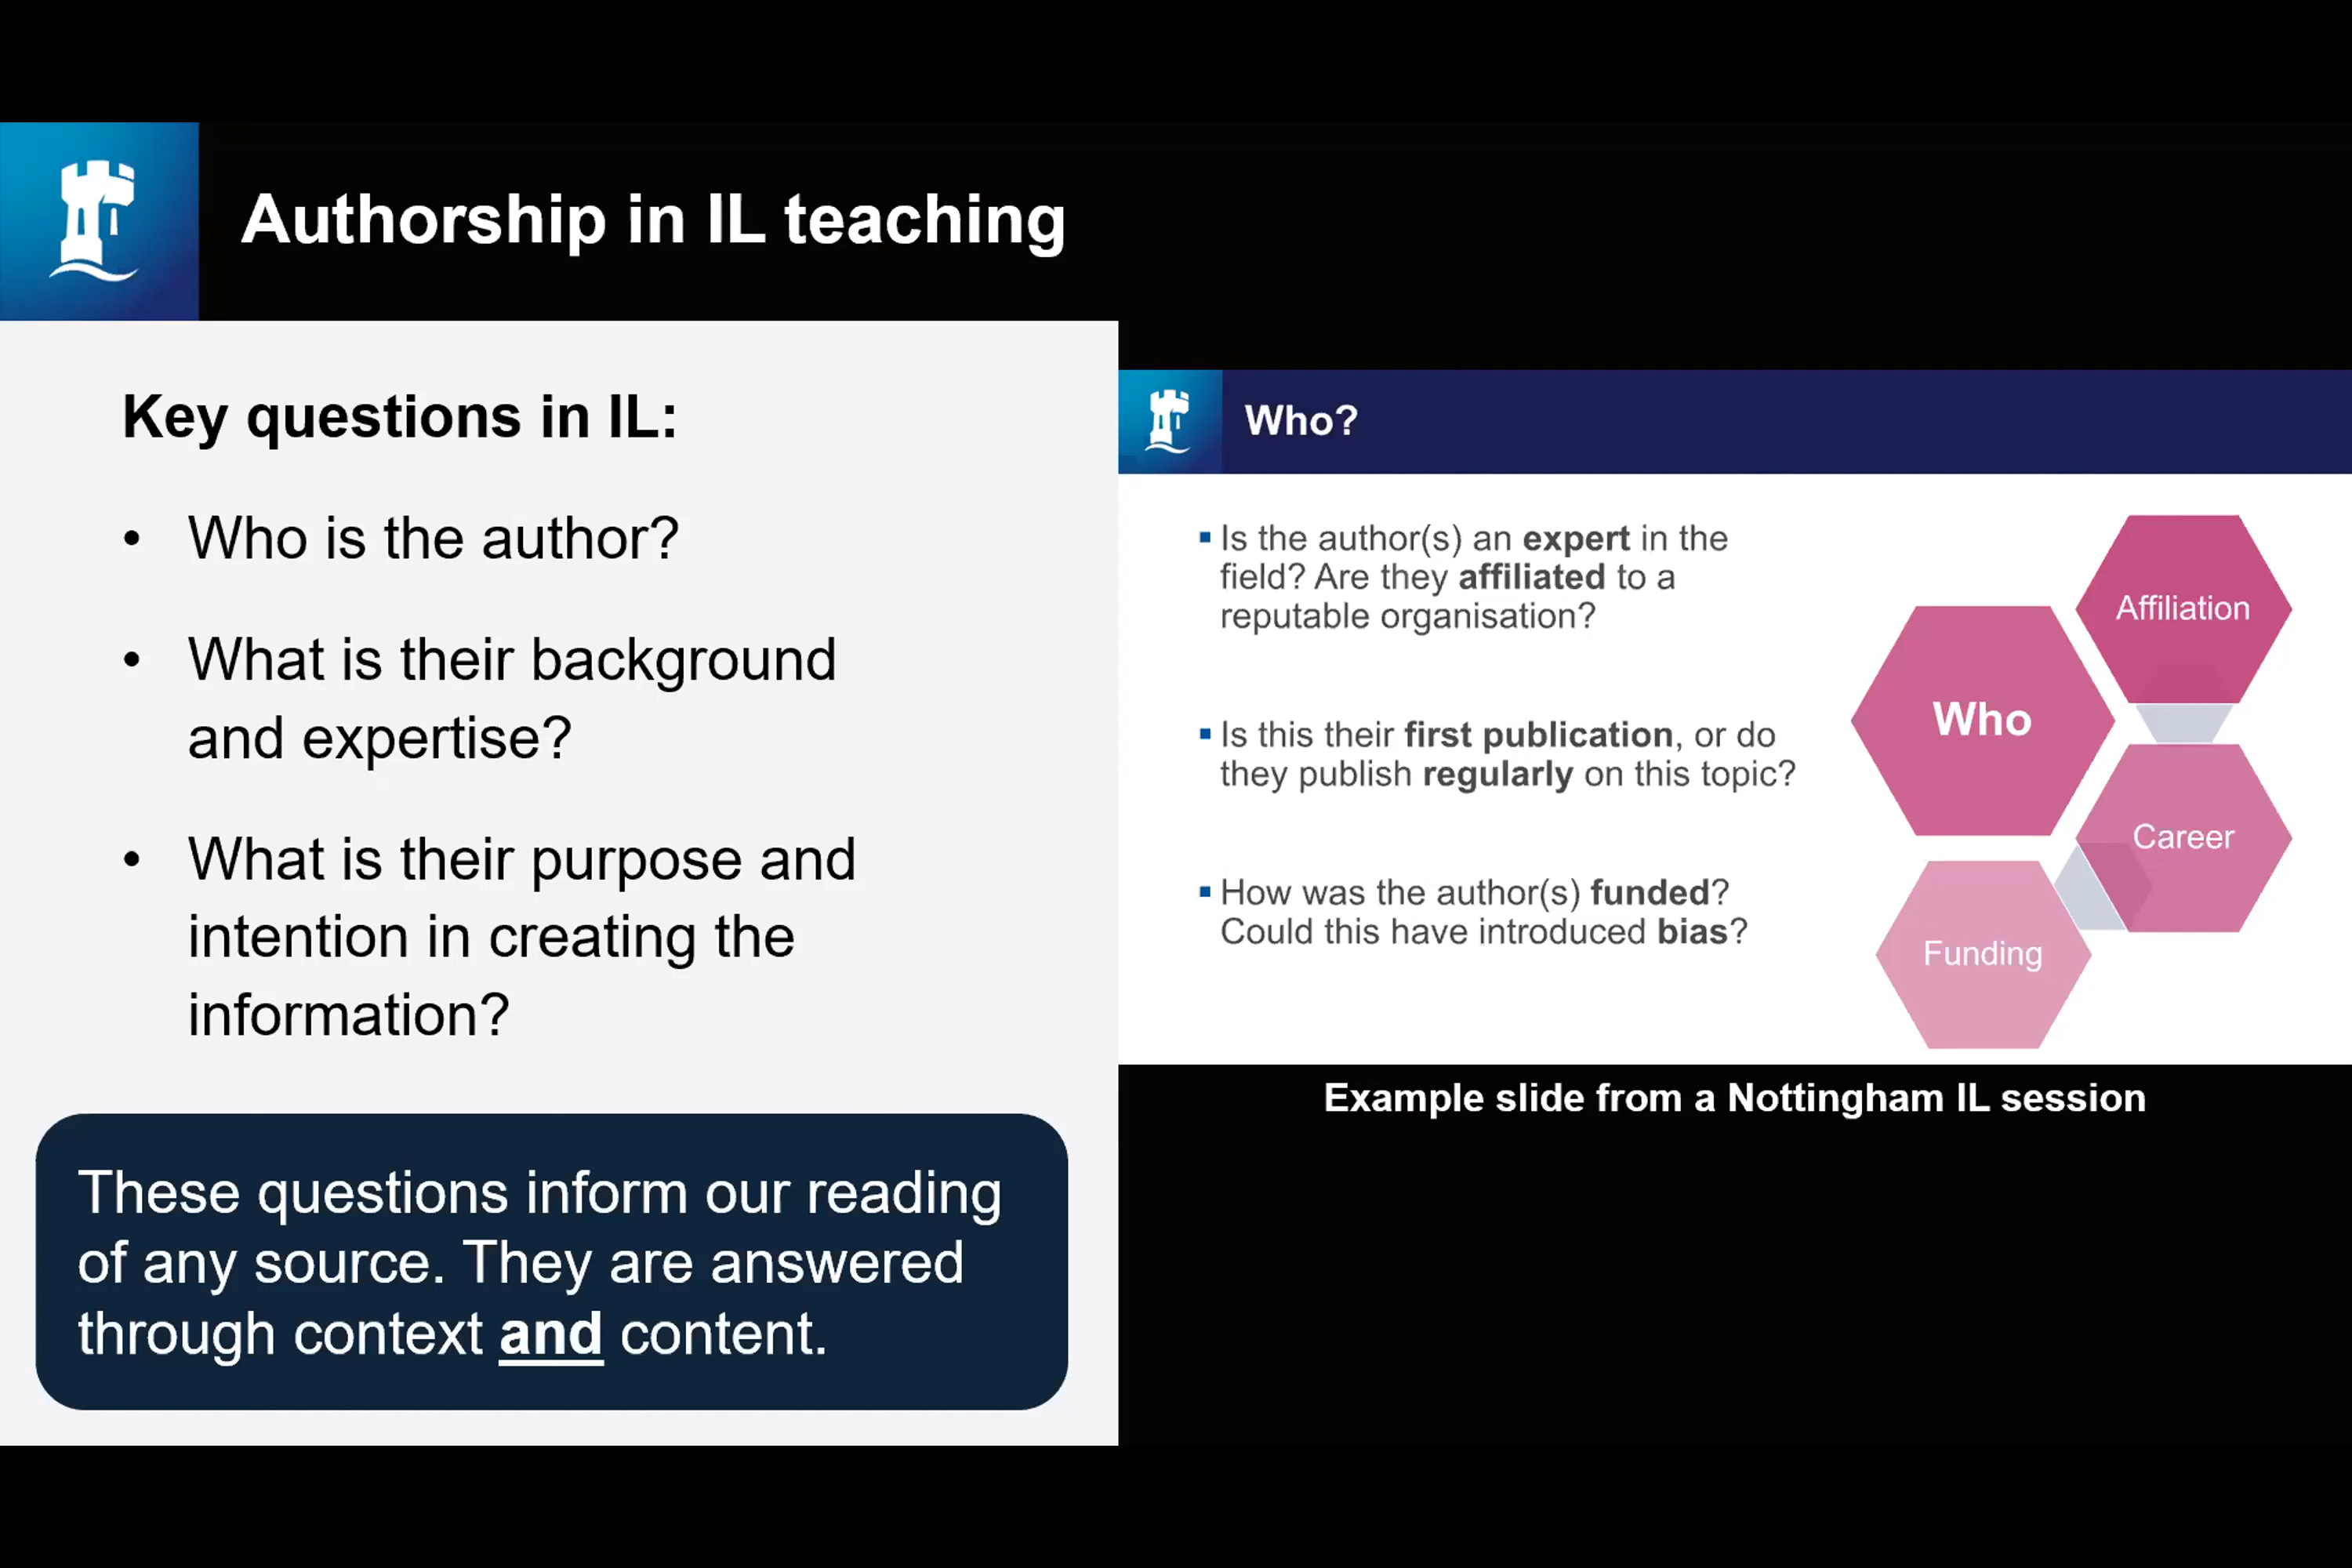 Authorship in IL teaching
Key questions in IL:
• Who is the author?
• What is their background
and expertise?
• What is their purpose and
intention in creating the
information?
These questions inform our reading
of any source. They are answered
through context and content.
Who?
▪ Is the author(s) an expert in the
field? Are they affiliated to a
reputable organisation?
▪ Is this their first publication, or do
they publish regularly on this topic?
▪ How was the author(s) funded?
Could this have introduced bias?
Affiliation
Who
Career
Funding
Example slide from a Nottingham IL session